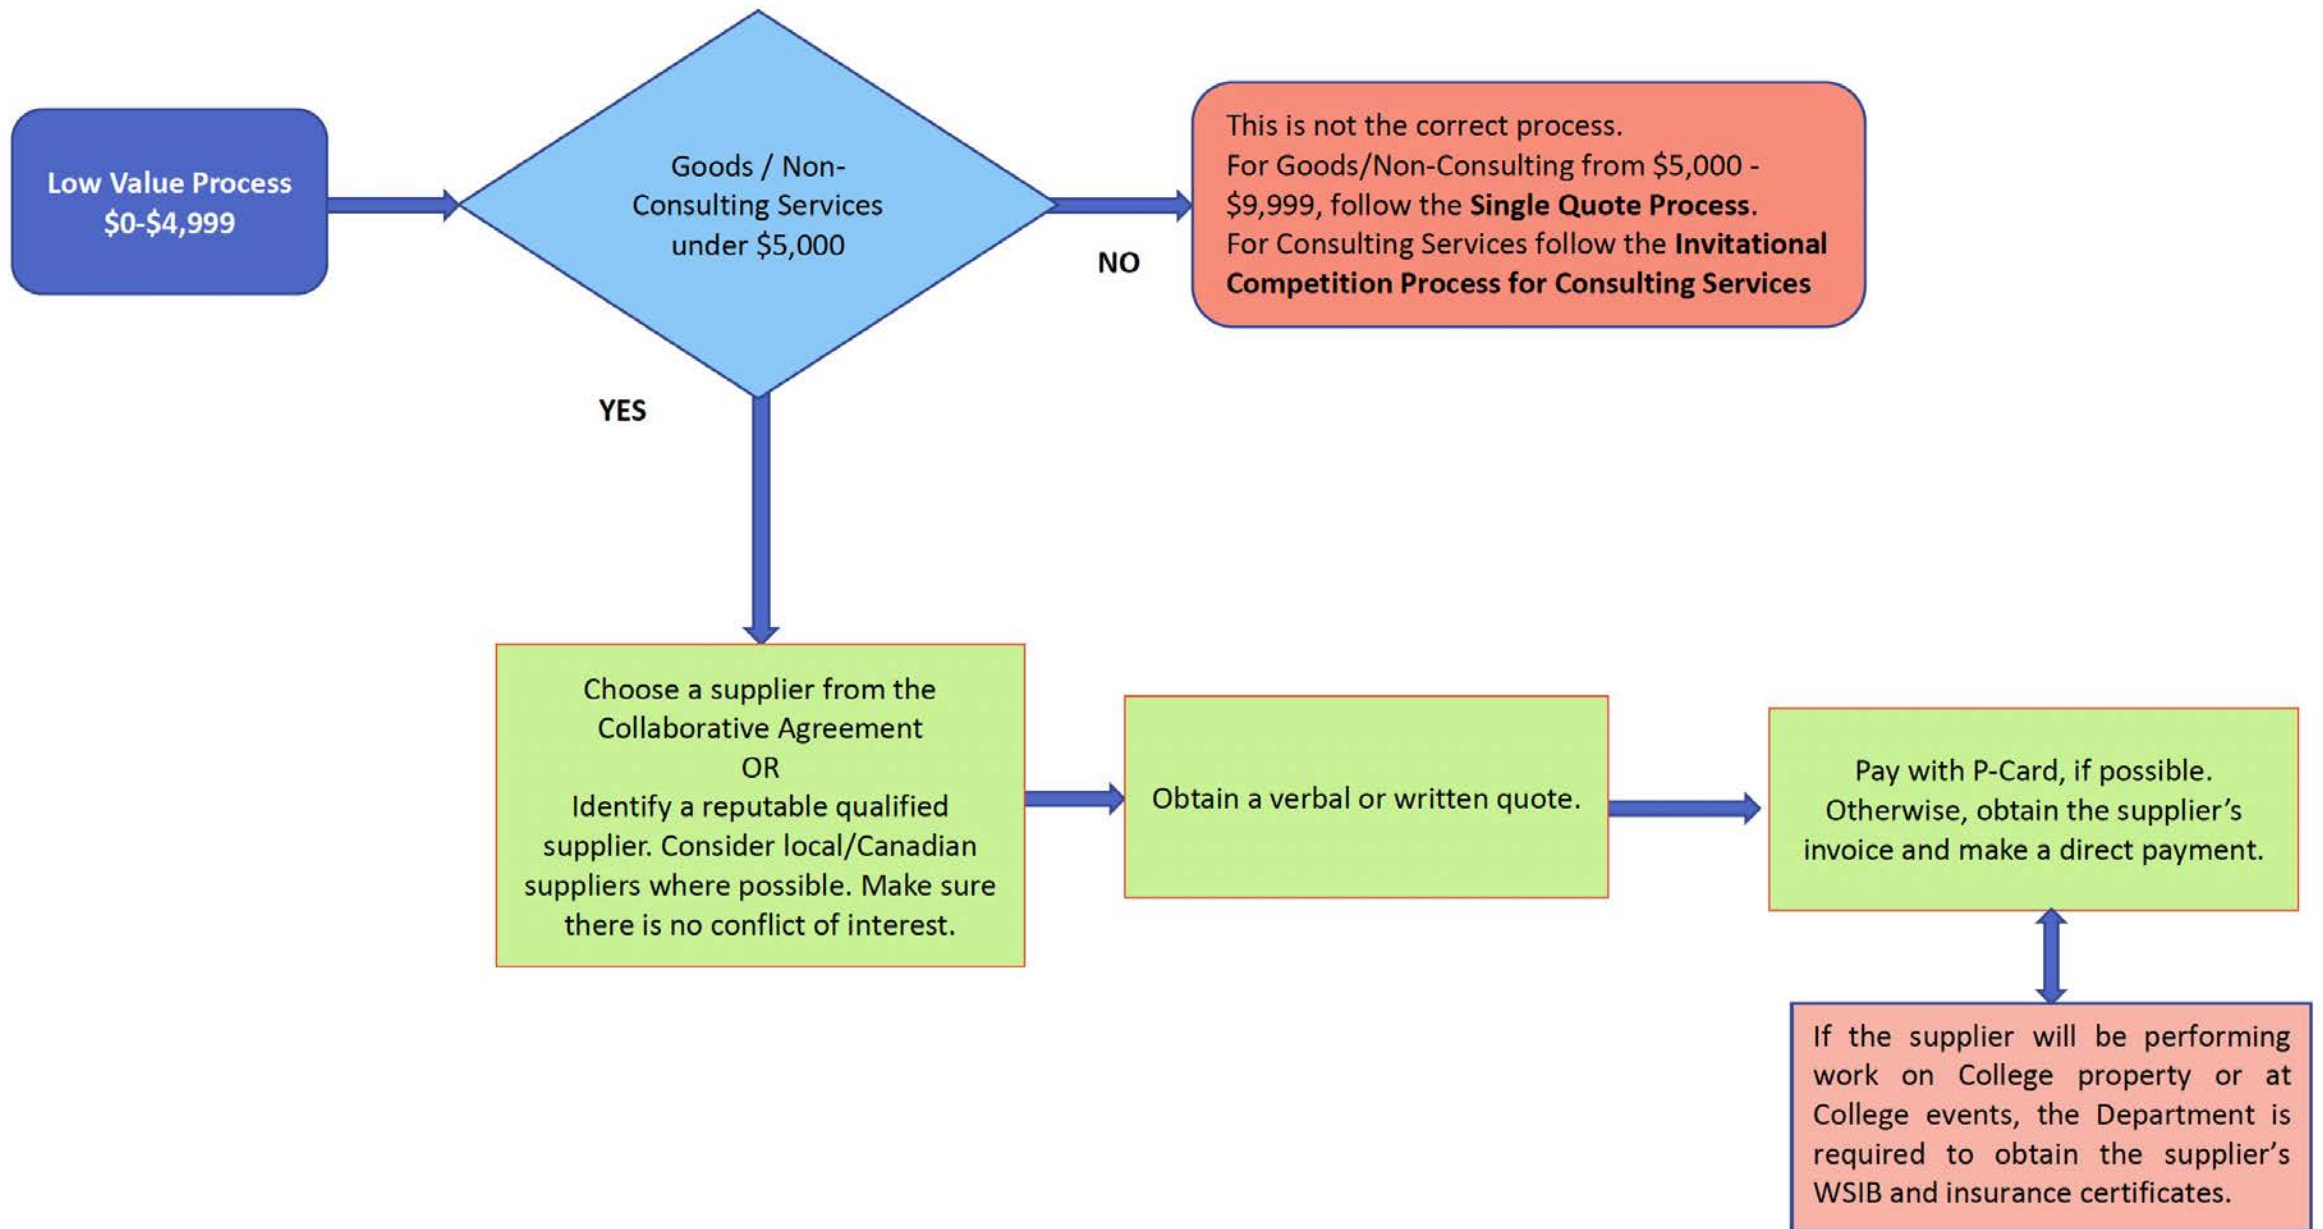 Low Value Process
$0-$4,999
Goods / Non-
Consulting Services
under $5,000
NO
This is not the correct process.
For Goods/Non-Consulting from $5,000 -
$9,999, follow the Single Quote Process.
For Consulting Services follow the Invitational
Competition Process for Consulting Services
YES
Choose a supplier from the
Collaborative Agreement
OR
Identify a reputable qualified
supplier. Consider local/Canadian
suppliers where possible. Make sure
there is no conflict of interest.
Obtain a verbal or written quote.
Pay with P-Card, if possible.
Otherwise, obtain the supplier’s
invoice and make a direct payment.
If the supplier will be performing
work on College property or at
College events, the Department is
required to obtain the supplier’s
WSIB and insurance certificates.